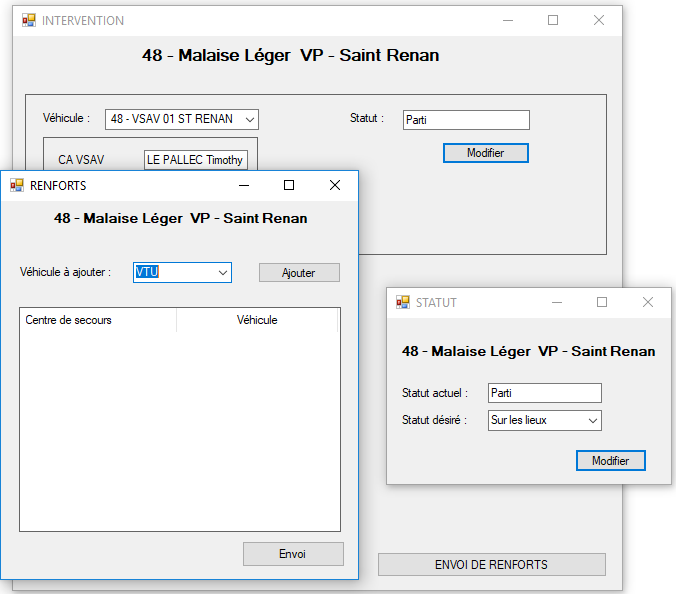 INTERVENTION
48 - Malaise Léger VP - Saint Renan
Véhicule : 48 - VSAV 01 ST RENAN Statut : Parti
Modifier
CA VSAV LE PALLEC Timothy
RENFORTS
48 - Malaise Léger VP - Saint Renan
Véhicule à ajouter : VTU Ajouter
Centre de secours Véhicule
Envoi
STATUT
48 - Malaise Léger VP - Saint Renan
Statut actuel : Parti
Statut désiré : Sur les lieux
Modifier
ENVOI DE RENFORTS